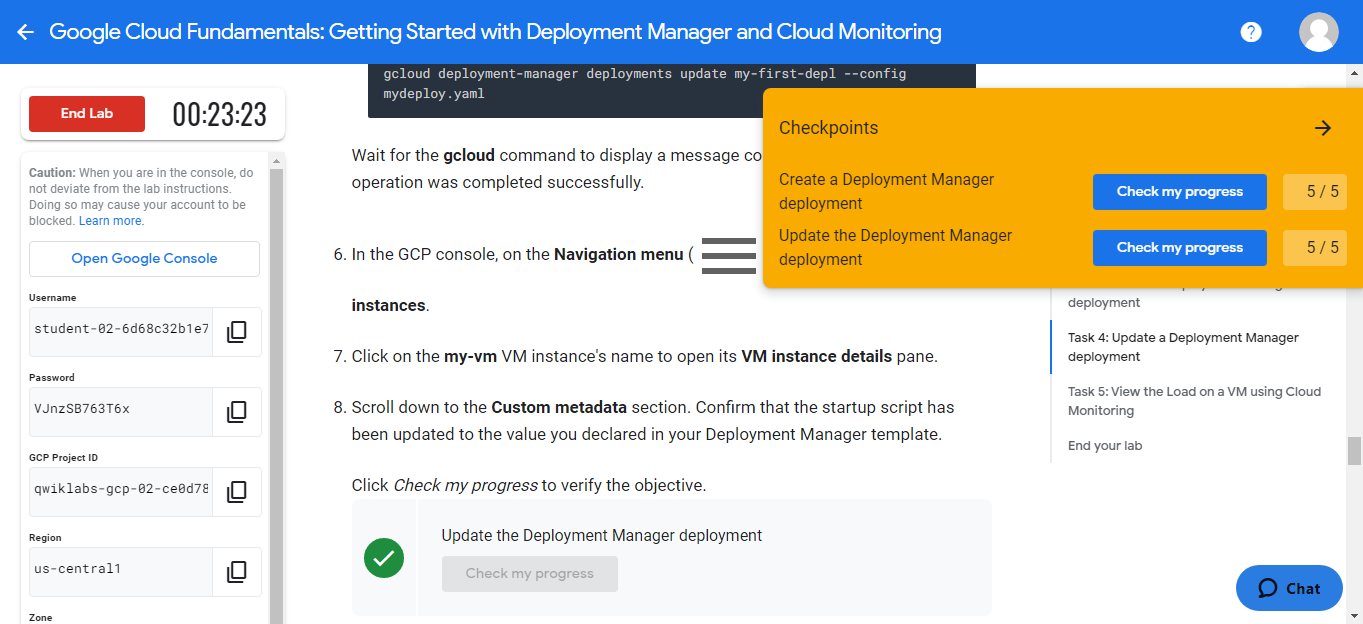 Google Cloud Fundamentals: Getting Started with Deployment Manager and Cloud Monitoring
?
End Lab
00:23:23
Caution: When you are in the console, do
not deviate from the lab instructions.
Doing so may cause your account to be
blocked. Learn more.
Open Google Console
Username
student-02-6d68c32b1e7
Password
VJnzSB763T6x
GCP Project ID
qwiklabs-gcp-02-ce0d78
Region
us-central1
Zone
gcloud deployment-manager deployments update my-first-depl --config
mydeploy.yaml
Wait for the gcloud command to display a message co
operation was completed successfully.
6. In the GCP console, on the Navigation menu (
instances.
7. Click on the my-vm VM instance's name to open its VM instance details pane.
8. Scroll down to the Custom metadata section. Confirm that the startup script has
been updated to the value you declared in your Deployment Manager template.
Click Check my progress to verify the objective.
Update the Deployment Manager deployment
Check my progress
Checkpoints
Create a Deployment Manager
deployment
Check my progress
5 / 5
Update the Deployment Manager
deployment
Check my progress
5 / 5
deployment
Task 4: Update a Deployment Manager
deployment
Task 5: View the Load on a VM using Cloud
Monitoring
End your lab
Chat